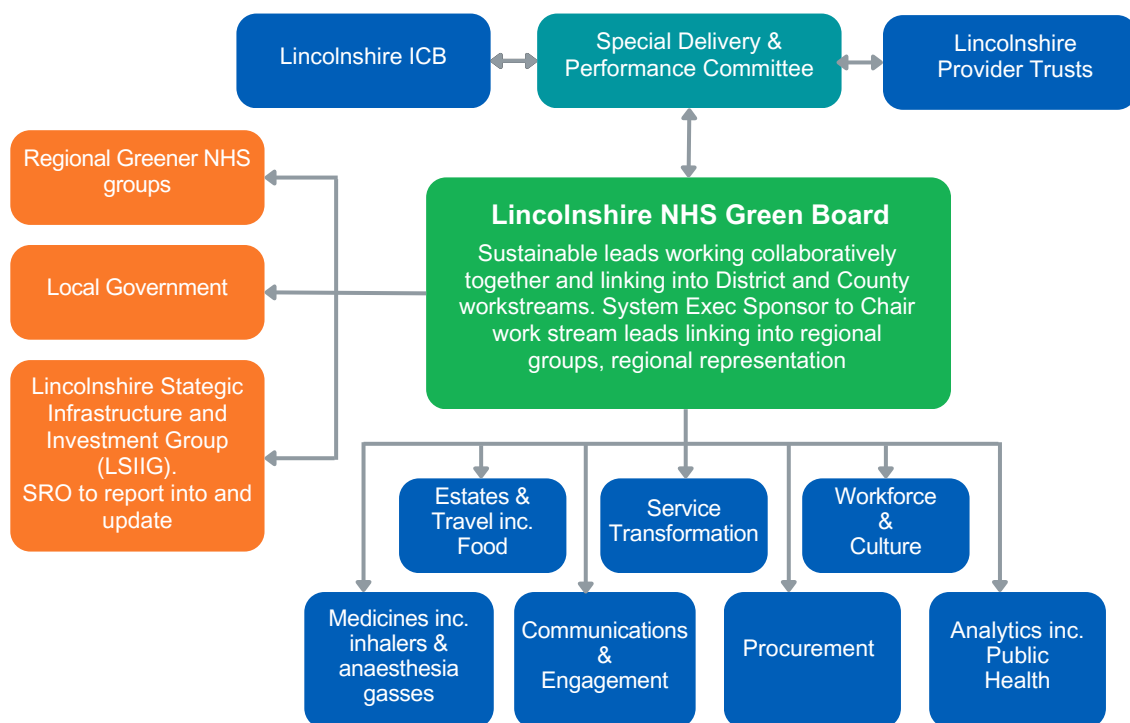 Lincolnshire ICB
Special Delivery &
Performance Committee
Lincolnshire
Provider Trusts
Regional Greener NHS
groups
Local Government
Lincolnshire Stategic
Infrastructure and
Investment Group
(LSIIG).
SRO to report into and
update
Lincolnshire NHS Green Board
Sustainable leads working collaboratively
together and linking into District and County
workstreams. System Exec Sponsor to Chair
work stream leads linking into regional
groups, regional representation
Estates &
Travel inc.
Food
Service
Transformation
Workforce
&
Culture
Medicines inc.
inhalers &
anaesthesia
gasses
Communications
&
Engagement
Procurement
Analytics inc.
Public
Health